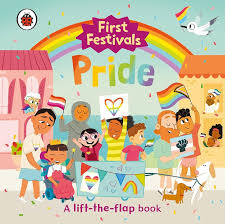 First
Festivals
Pride
A lift-the-flap book